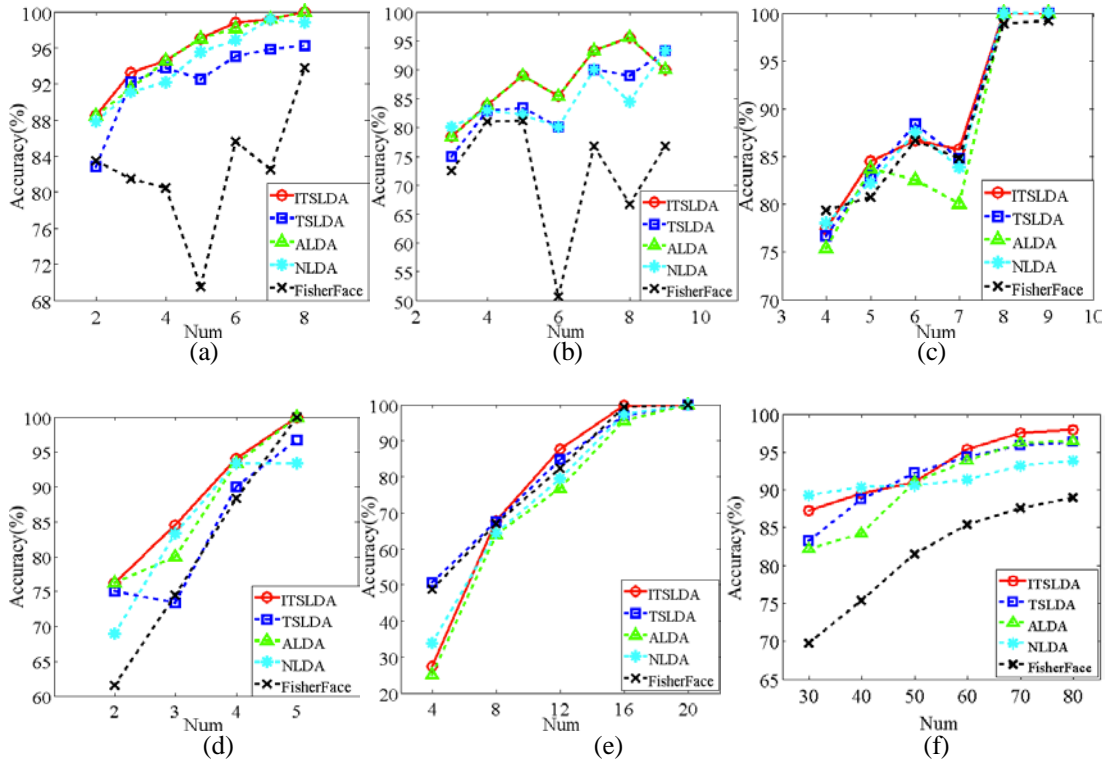 100
96
92
88
84
80
76
72
68
Accuracy(%)
2 4 6 8
Num
ITSLDA
TSLDA
ALDA
NLDA
FisherFace
(a)
100
95
90
85
80
75
70
65
60
55
50
Accuracy(%)
2 4 6 8 10
Num
ITSLDA
TSLDA
ALDA
NLDA
FisherFace
(b)
100
95
90
85
80
75
70
Accuracy(%)
3 4 5 6 7 8 9 10
Num
ITSLDA
TSLDA
ALDA
NLDA
FisherFace
(c)
100
95
90
85
80
75
70
65
60
Accuracy(%)
2 3 4 5
Num
ITSLDA
TSLDA
ALDA
NLDA
FisherFace
(d)
100
90
80
70
60
50
40
30
20
Accuracy(%)
4 8 12 16 20
Num
ITSLDA
TSLDA
ALDA
NLDA
FisherFace
(e)
100
95
90
85
80
75
70
65
Accuracy(%)
30 40 50 60 70 80
Num
ITSLDA
TSLDA
ALDA
NLDA
FisherFace
(f)